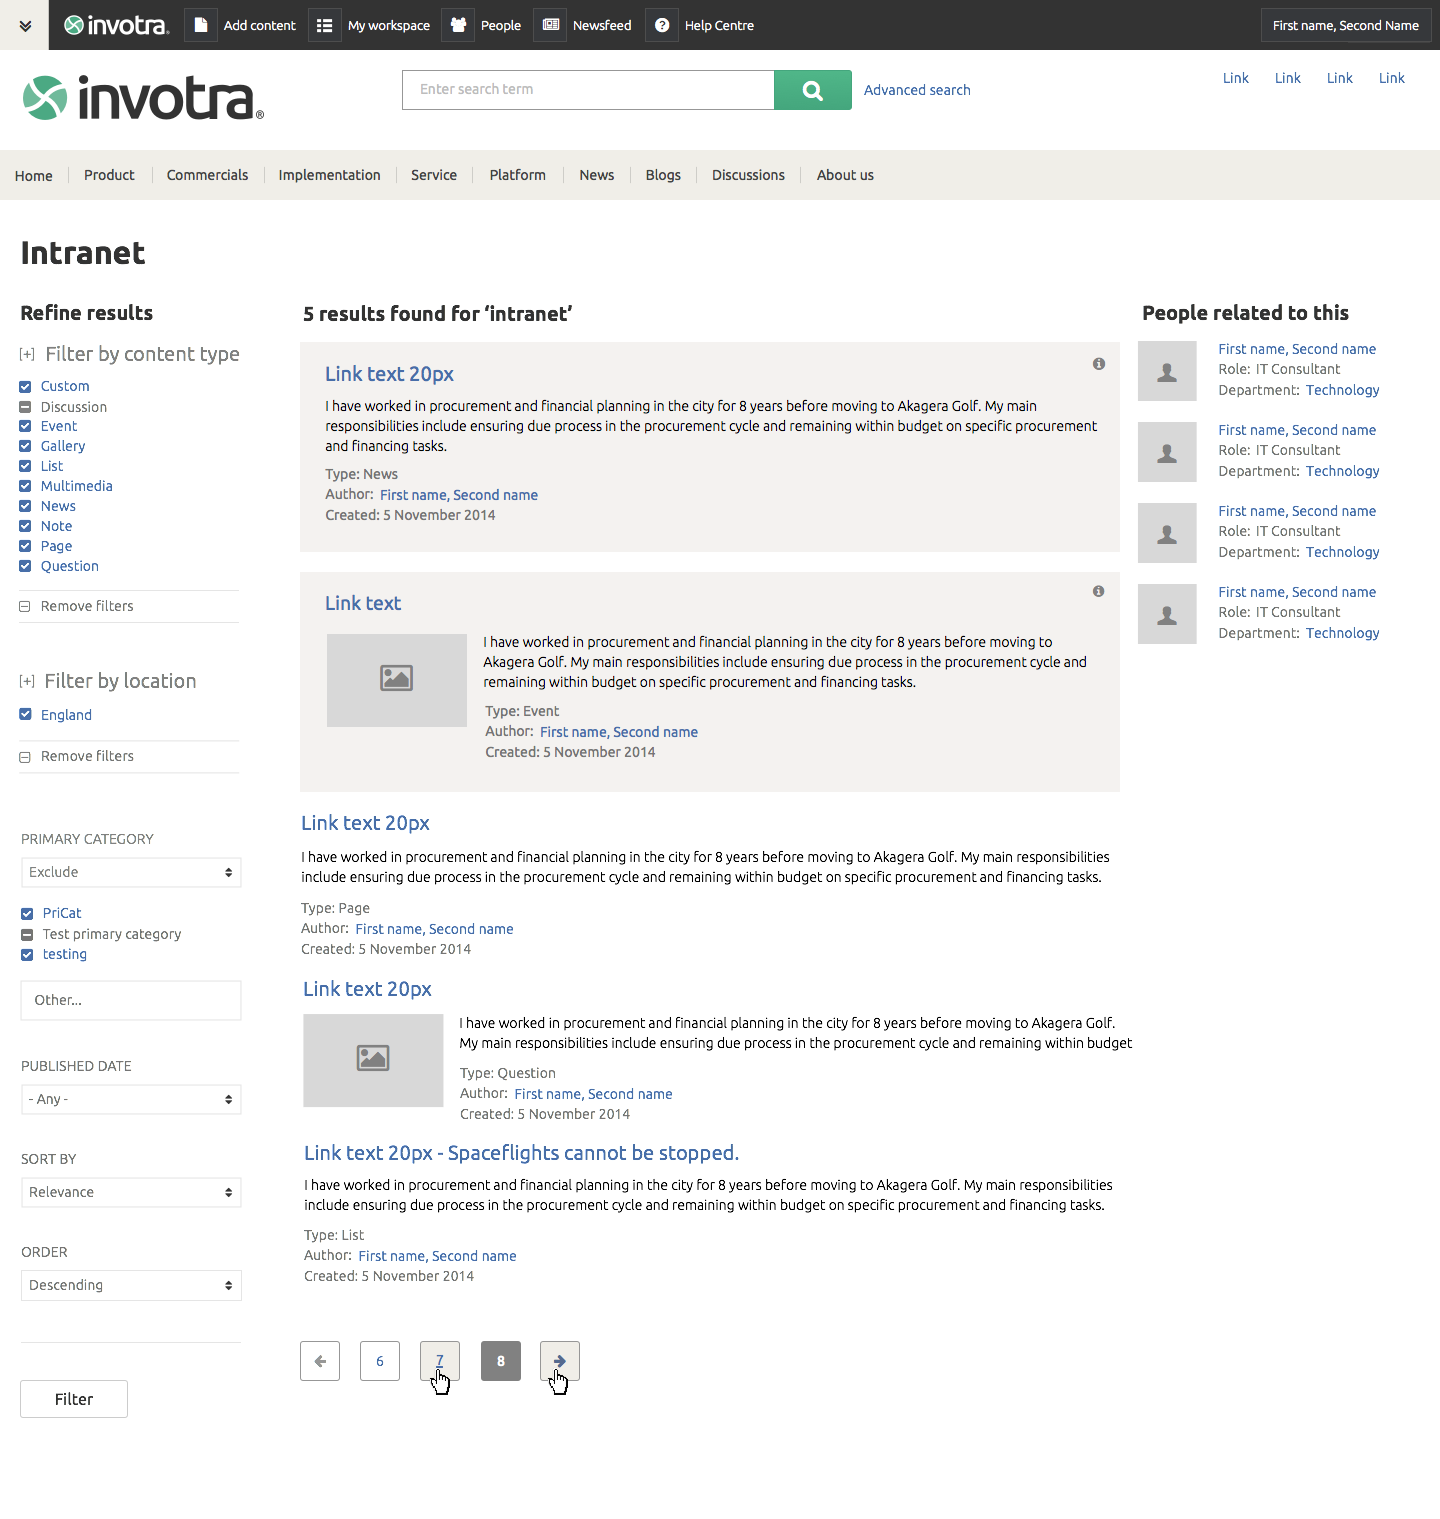 invotra. Add content My workspace People Newsfeed Help Centre First name, Second Name
invotra® Enter search term Advanced search Link Link Link Link
Home Product Commercials Implementation Service Platform News Blogs Discussions About us
Intranet
Refine results
[+] Filter by content type
Custom
Discussion
Event
Gallery
List
Multimedia
News
Note
Page
Question
Remove filters
[+] Filter by location
England
Remove filters
PRIMARY CATEGORY
Exclude
PriCat
Test primary category
testing
Other...
PUBLISHED DATE
- Any -
SORT BY
Relevance
ORDER
Descending
Filter
5 results found for ‘intranet’
Link text 20px
I have worked in procurement and financial planning in the city for 8 years before moving to Akagera Golf. My main
responsibilities include ensuring due process in the procurement cycle and remaining within budget on specific procurement
and financing tasks.
Type: News
Author: First name, Second name
Created: 5 November 2014
Link text
I have worked in procurement and financial planning in the city for 8 years before moving to
Akagera Golf. My main responsibilities include ensuring due process in the procurement cycle and
remaining within budget on specific procurement and financing tasks.
Type: Event
Author: First name, Second name
Created: 5 November 2014
Link text 20px
I have worked in procurement and financial planning in the city for 8 years before moving to Akagera Golf. My main responsibilities
include ensuring due process in the procurement cycle and remaining within budget on specific procurement and financing tasks.
Type: Page
Author: First name, Second name
Created: 5 November 2014
Link text 20px
I have worked in procurement and financial planning in the city for 8 years before moving to Akagera Golf.
My main responsibilities include ensuring due process in the procurement cycle and remaining within budget
Type: Question
Author: First name, Second name
Created: 5 November 2014
Link text 20px - Spaceflights cannot be stopped.
I have worked in procurement and financial planning in the city for 8 years before moving to Akagera Golf. My main responsibilities
include ensuring due process in the procurement cycle and remaining within budget on specific procurement and financing tasks.
Type: List
Author: First name, Second name
Created: 5 November 2014
6 7 8
People related to this
First name, Second name
Role: IT Consultant
Department: Technology
First name, Second name
Role: IT Consultant
Department: Technology
First name, Second name
Role: IT Consultant
Department: Technology
First name, Second name
Role: IT Consultant
Department: Technology